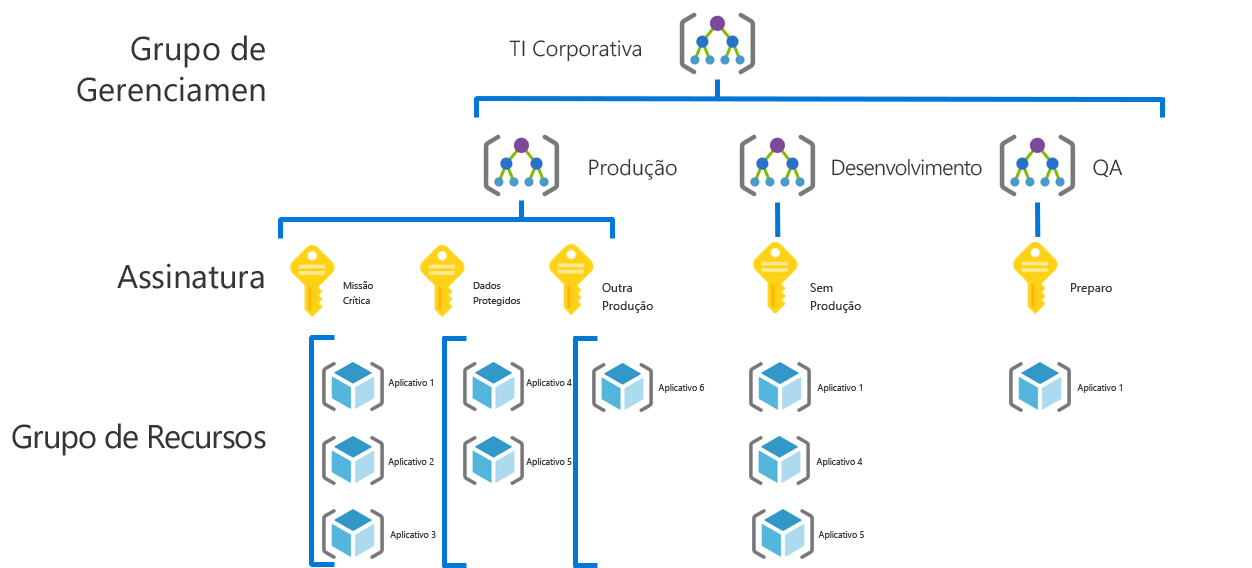 Grupo de
Gerenciamen
TI Corporativa
Produção
Desenvolvimento
QA
Assinatura
Missão
Crítica
Dados
Protegidos
Outra
Produção
Sem
Produção
Preparo
Grupo de Recursos
Aplicativo 1
Aplicativo 4
Aplicativo 6
Aplicativo 1
Aplicativo 1
Aplicativo 2
Aplicativo 5
Aplicativo 4
Aplicativo 3
Aplicativo 5